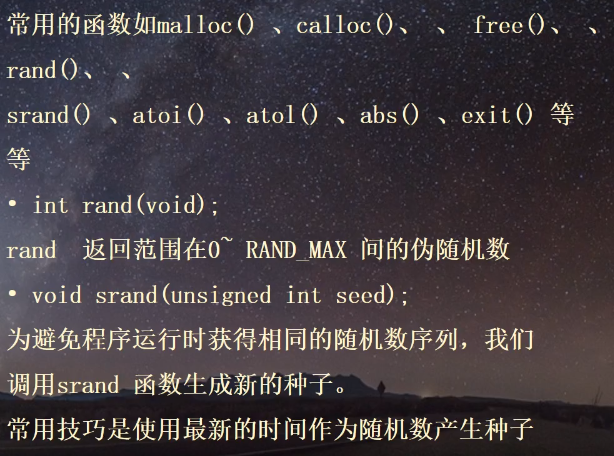 常用的函数如malloc() 、calloc()、 、 free()、 、
rand()、 、
srand() 、atoi() 、atol() 、abs() 、exit() 等
等
• int rand(void);
rand 返回范围在0~ RAND_MAX 间的伪随机数
• void srand(unsigned int seed);
为避免程序运行时获得相同的随机数序列，我们
调用srand 函数生成新的种子。
常用技巧是使用最新的时间作为随机数产生种子